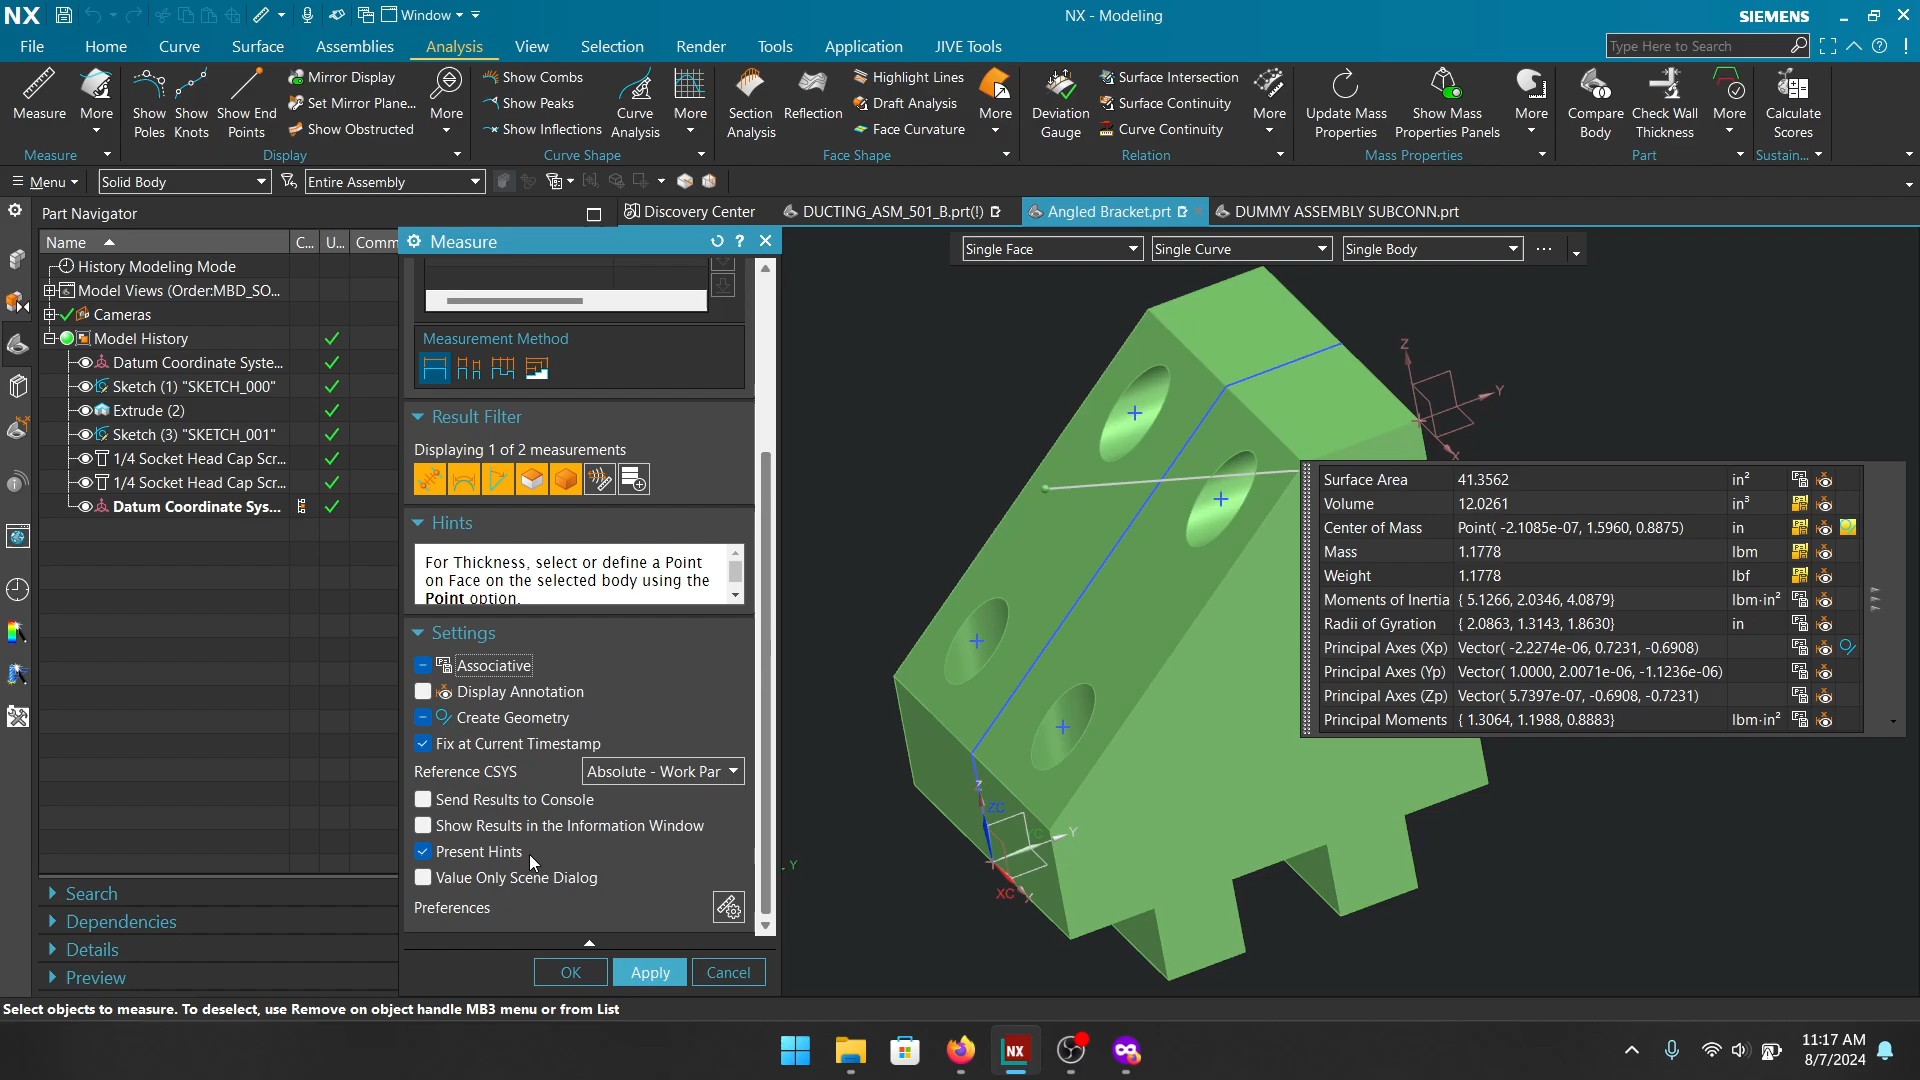 NX
Window
NX - Modeling
SIEMENS
File
Home
Curve
Surface
Assemblies
Analysis
View
Selection
Render
Tools
Application
JIVE Tools
Type Here to Search
Measure
More
Show Poles
Show Knots
Show End Points
Mirror Display
Set Mirror Plane...
Show Obstructed
More
Show Combs
Show Peaks
Show Inflections
Curve Analysis
More
Section Analysis
Reflection
Highlight Lines
Draft Analysis
Face Curvature
More
Deviation Gauge
Surface Intersection
Surface Continuity
Curve Continuity
More
Update Mass Properties
Show Mass Properties Panels
More
Compare Body
Check Wall Thickness
More
Calculate Scores
Measure
Display
Curve Shape
Face Shape
Relation
Mass Properties
Part
Sustain...
Menu
Solid Body
Entire Assembly
Part Navigator
Discovery Center
DUCTING_ASM_501_B.prt(!)
Angled Bracket.prt
DUMMY ASSEMBLY SUBCONN.prt
Name
C...
U...
Comm
History Modeling Mode
Model Views (Order:MBD_SO...
Cameras
Model History
Datum Coordinate Syste...
Sketch (1) "SKETCH_000"
Extrude (2)
Sketch (3) "SKETCH_001"
1/4 Socket Head Cap Scr...
1/4 Socket Head Cap Scr...
Datum Coordinate Sys...
Search
Dependencies
Details
Preview
Measure
Measurement Method
Result Filter
Displaying 1 of 2 measurements
Hints
For Thickness, select or define a Point
on Face on the selected body using the
Point option.
Settings
Associative
Display Annotation
Create Geometry
Fix at Current Timestamp
Reference CSYS
Absolute - Work Par
Send Results to Console
Show Results in the Information Window
Present Hints
Value Only Scene Dialog
Preferences
OK
Apply
Cancel
Single Face
Single Curve
Single Body
Z
Y
X
Surface Area 41.3562 in²
Volume 12.0261 in³
Center of Mass Point( -2.1085e-07, 1.5960, 0.8875) in
Mass 1.1778 lbm
Weight 1.1778 lbf
Moments of Inertia { 5.1266, 2.0346, 4.0879} lbm·in²
Radii of Gyration { 2.0863, 1.3143, 1.8630} in
Principal Axes (Xp) Vector( -2.2274e-06, 0.7231, -0.6908)
Principal Axes (Yp) Vector( 1.0000, 2.0071e-06, -1.1236e-06)
Principal Axes (Zp) Vector( 5.7397e-07, -0.6908, -0.7231)
Principal Moments { 1.3064, 1.1988, 0.8883} lbm·in²
Z
ZC
YC
Y
XC
X
Y
Select objects to measure. To deselect, use Remove on object handle MB3 menu or from List
NX
11:17 AM
8/7/2024